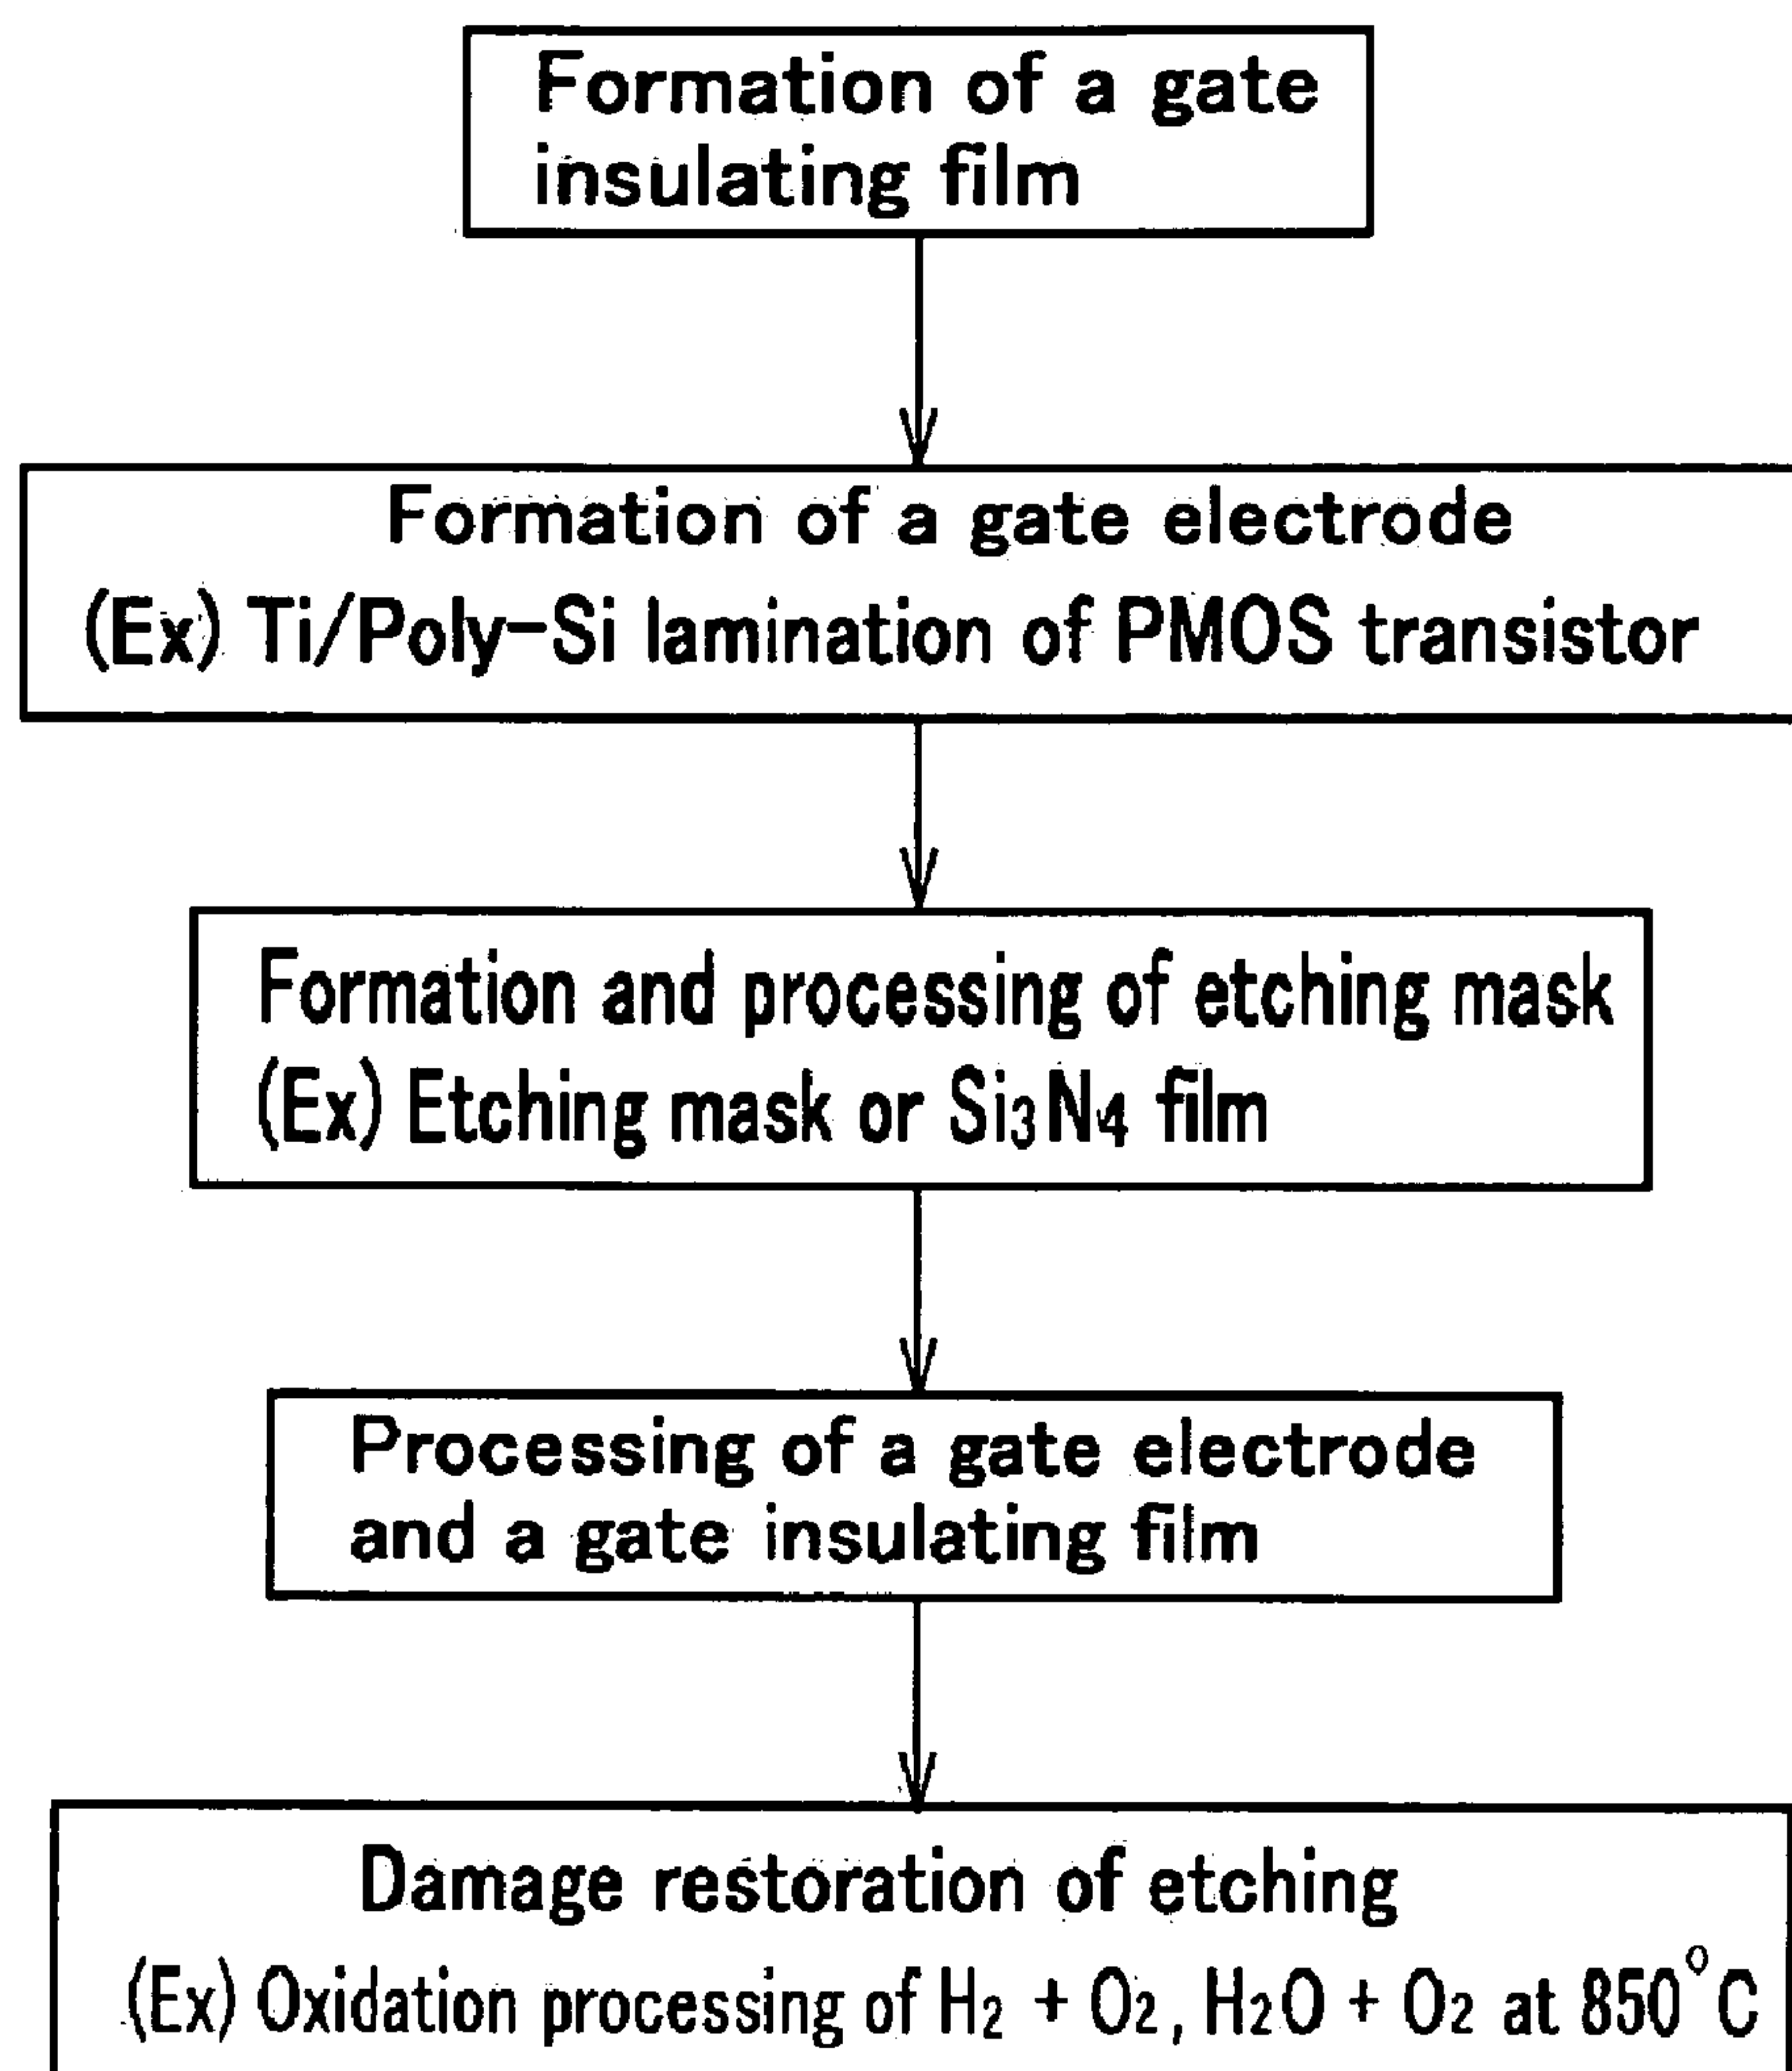 Formation of a gate
insulating film
Formation of a gate electrode
(Ex) Ti/Poly-Si lamination of PMOS transistor
Formation and processing of etching mask
(Ex) Etching mask or Si₃N₄ film
Processing of a gate electrode
and a gate insulating film
Damage restoration of etching
(Ex) Oxidation processing of H₂ + O₂, H₂O + O₂ at 850°C